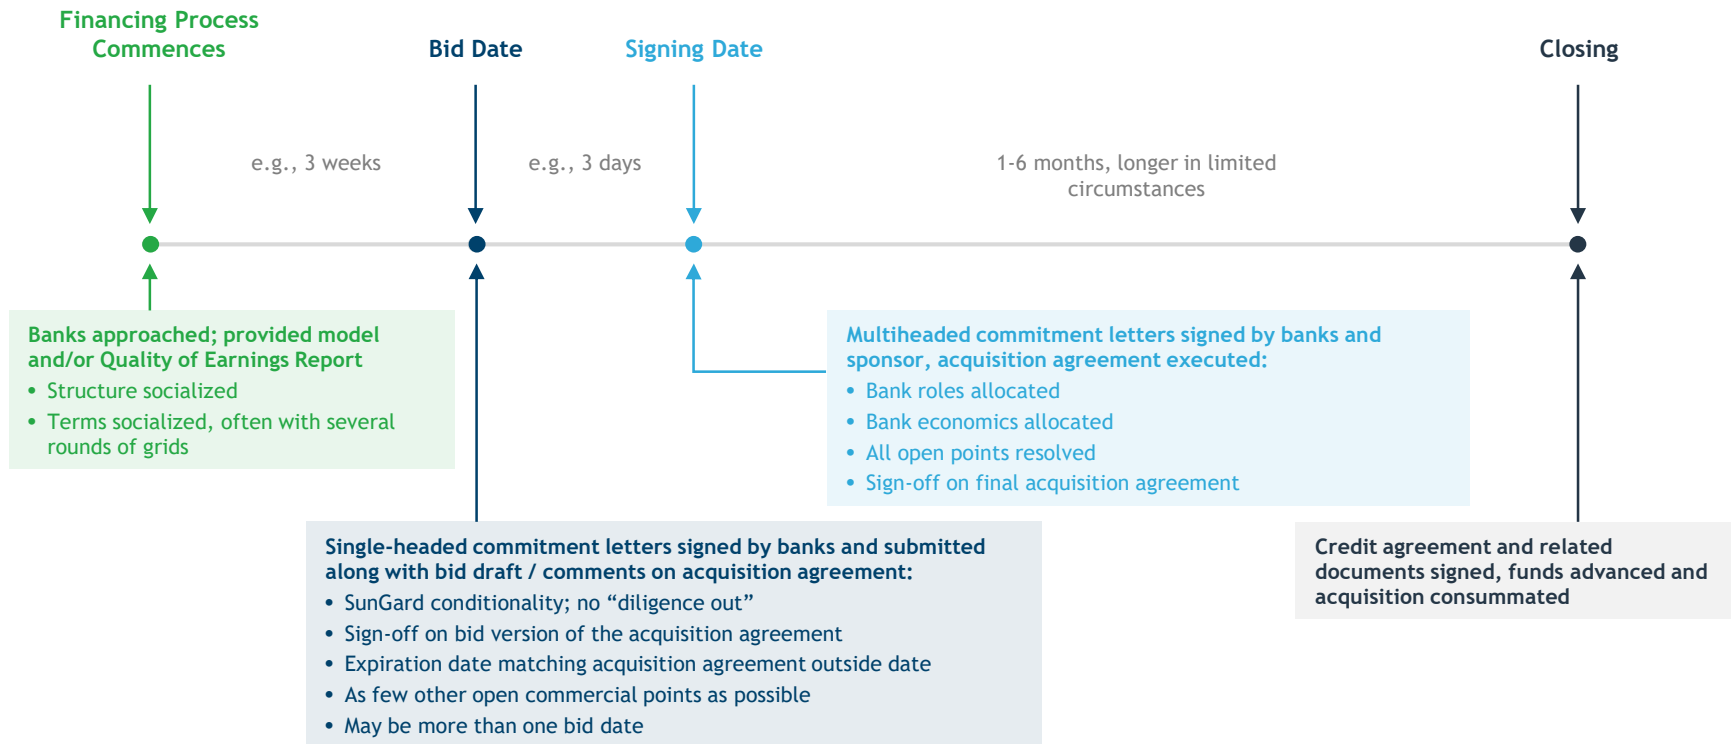 Financing Process
Commences
Bid Date
Signing Date
Closing
e.g., 3 weeks
e.g., 3 days
1-6 months, longer in limited
circumstances
Banks approached; provided model
and/or Quality of Earnings Report
• Structure socialized
• Terms socialized, often with several
rounds of grids
Multiheaded commitment letters signed by banks and
sponsor, acquisition agreement executed:
• Bank roles allocated
• Bank economics allocated
• All open points resolved
• Sign-off on final acquisition agreement
Single-headed commitment letters signed by banks and submitted
along with bid draft / comments on acquisition agreement:
• SunGard conditionality; no “diligence out”
• Sign-off on bid version of the acquisition agreement
• Expiration date matching acquisition agreement outside date
• As few other open commercial points as possible
• May be more than one bid date
Credit agreement and related
documents signed, funds advanced and
acquisition consummated